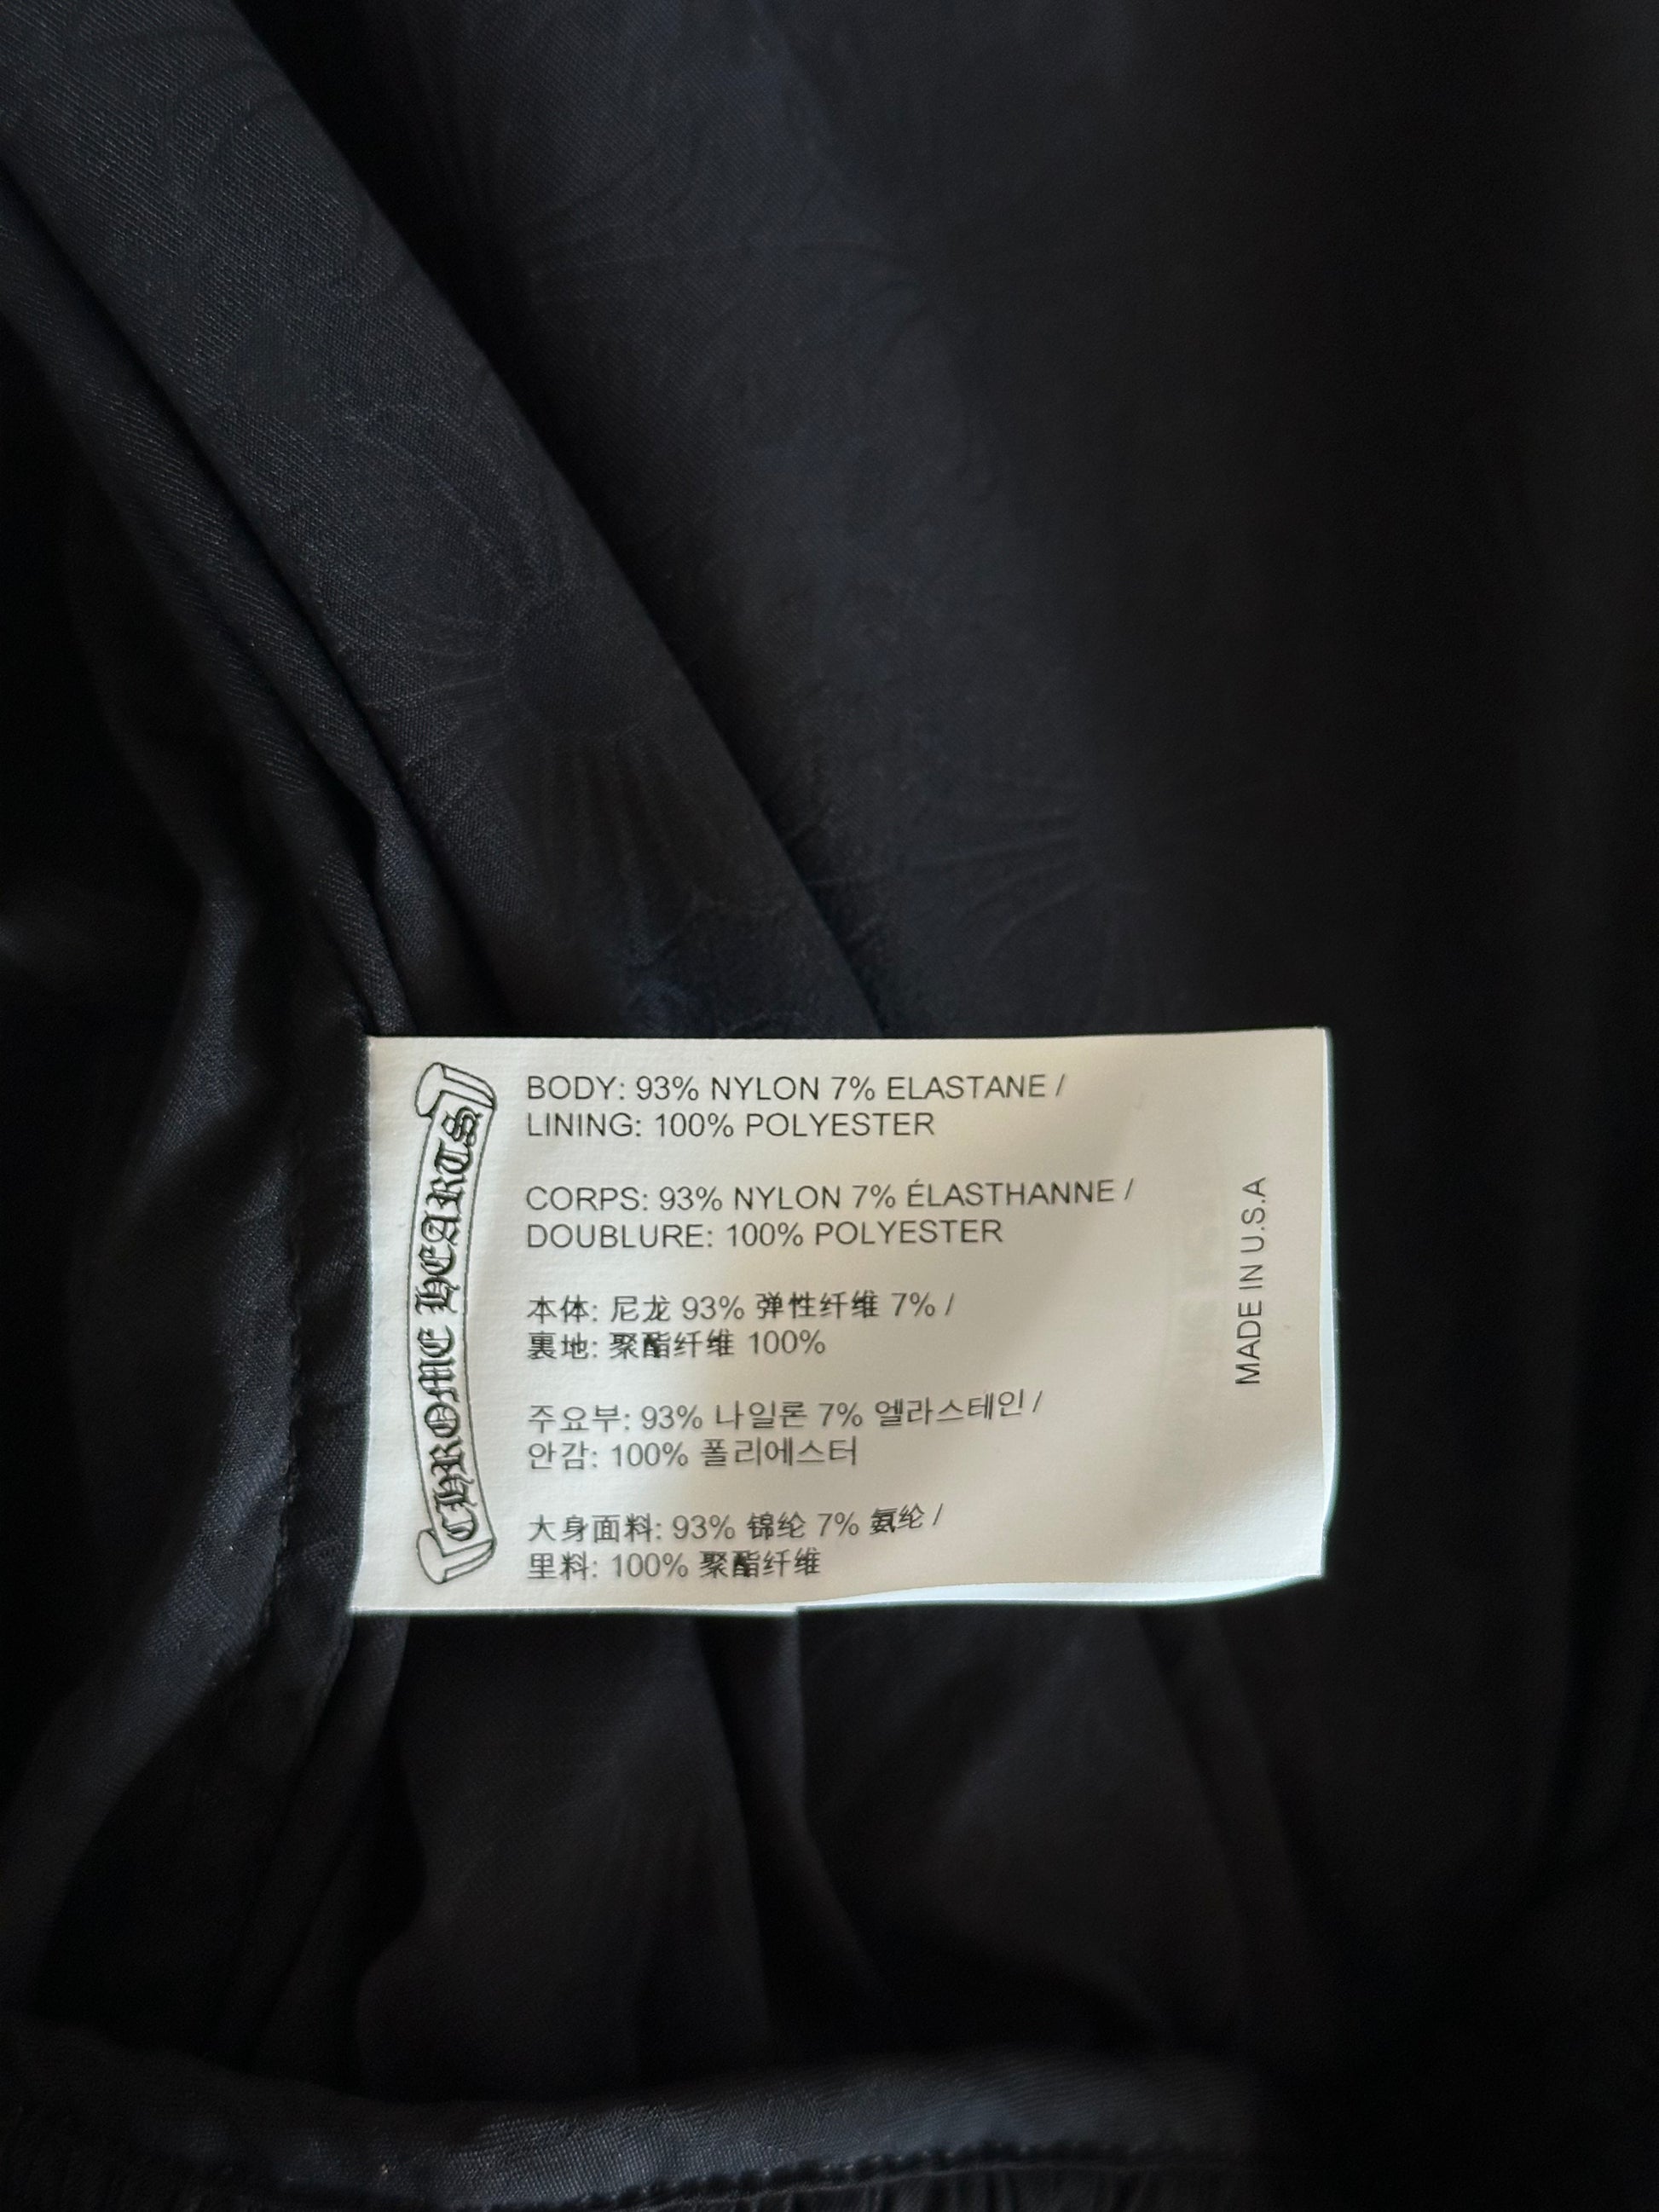 CHROME HEARTS
BODY: 93% NYLON 7% ELASTANE /
LINING: 100% POLYESTER
CORPS: 93% NYLON 7% ÉLASTHANNE /
DOUBLURE: 100% POLYESTER
本体: 尼龙 93% 弹性纤维 7% /
裏地: 聚酯纤维 100%
주요부: 93% 나일론 7% 엘라스테인 /
안감: 100% 폴리에스터
大身面料: 93% 锦纶 7% 氨纶 /
里料: 100% 聚酯纤维
MADE IN U.S.A